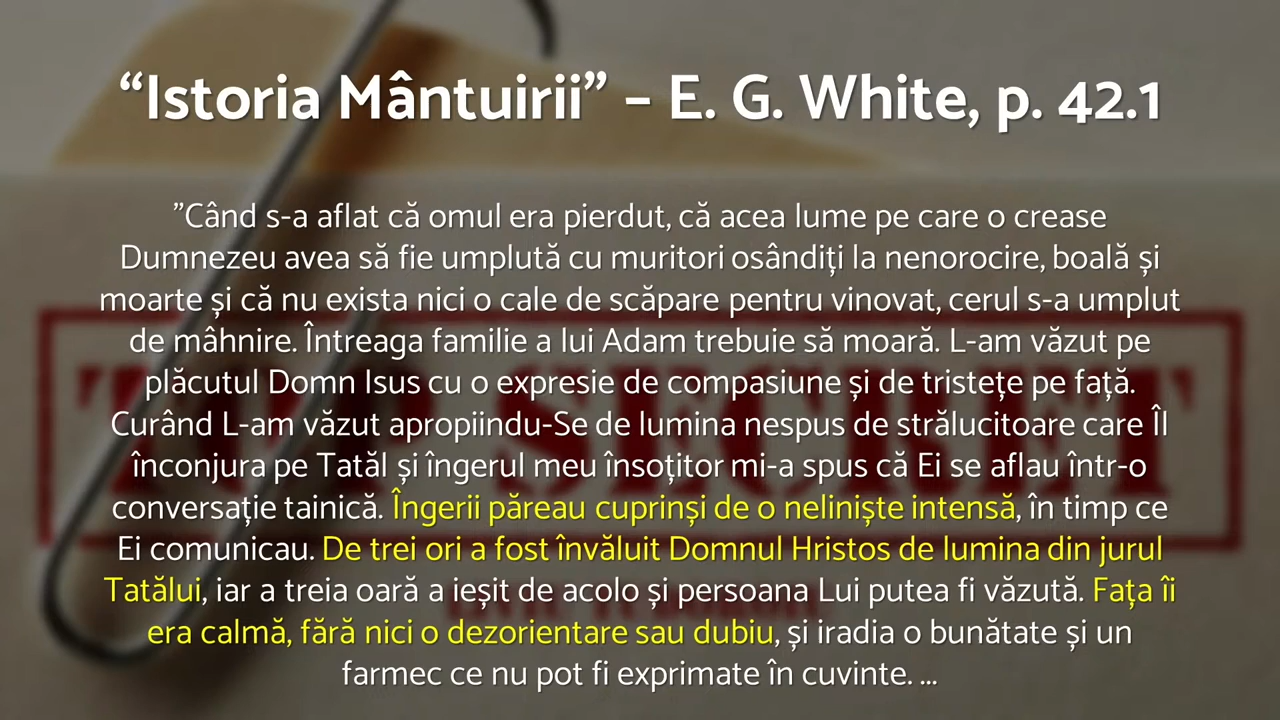 “Istoria Mântuirii” – E. G. White, p. 42.1
”Când s-a aflat că omul era pierdut, că acea lume pe care o crease
Dumnezeu avea să fie umplută cu muritori osândiți la nenorocire, boală și
moarte și că nu exista nici o cale de scăpare pentru vinovat, cerul s-a umplut
de mâhnire. Întreaga familie a lui Adam trebuie să moară. L-am văzut pe
plăcutul Domn Isus cu o expresie de compasiune și de tristețe pe față.
Curând L-am văzut apropiindu-Se de lumina nespus de strălucitoare care Îl
înconjura pe Tatăl și îngerul meu însoțitor mi-a spus că Ei se aflau într-o
conversație tainică. Îngerii păreau cuprinși de o neliniște intensă, în timp ce
Ei comunicau. De trei ori a fost învăluit Domnul Hristos de lumina din jurul
Tatălui, iar a treia oară a ieșit de acolo și persoana Lui putea fi văzută. Fața îi
era calmă, fără nici o dezorientare sau dubiu, și iradia o bunătate și un
farmec ce nu pot fi exprimate în cuvinte. ...
TOP SECRET